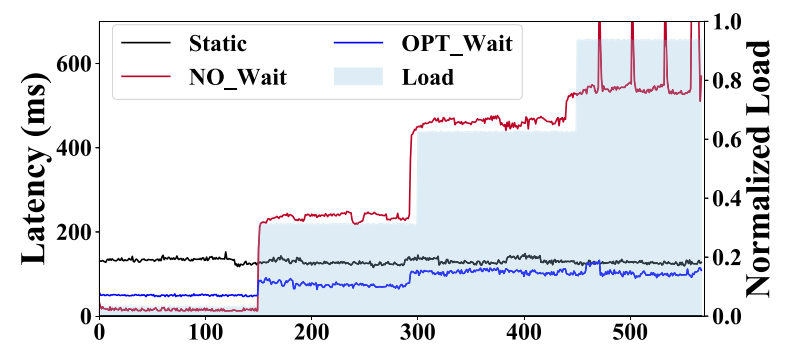 Static
NO_Wait
OPT_Wait
Load
Latency (ms)
600
400
200
0
Normalized Load
1.0
0.8
0.6
0.4
0.2
0.0
0 100 200 300 400 500